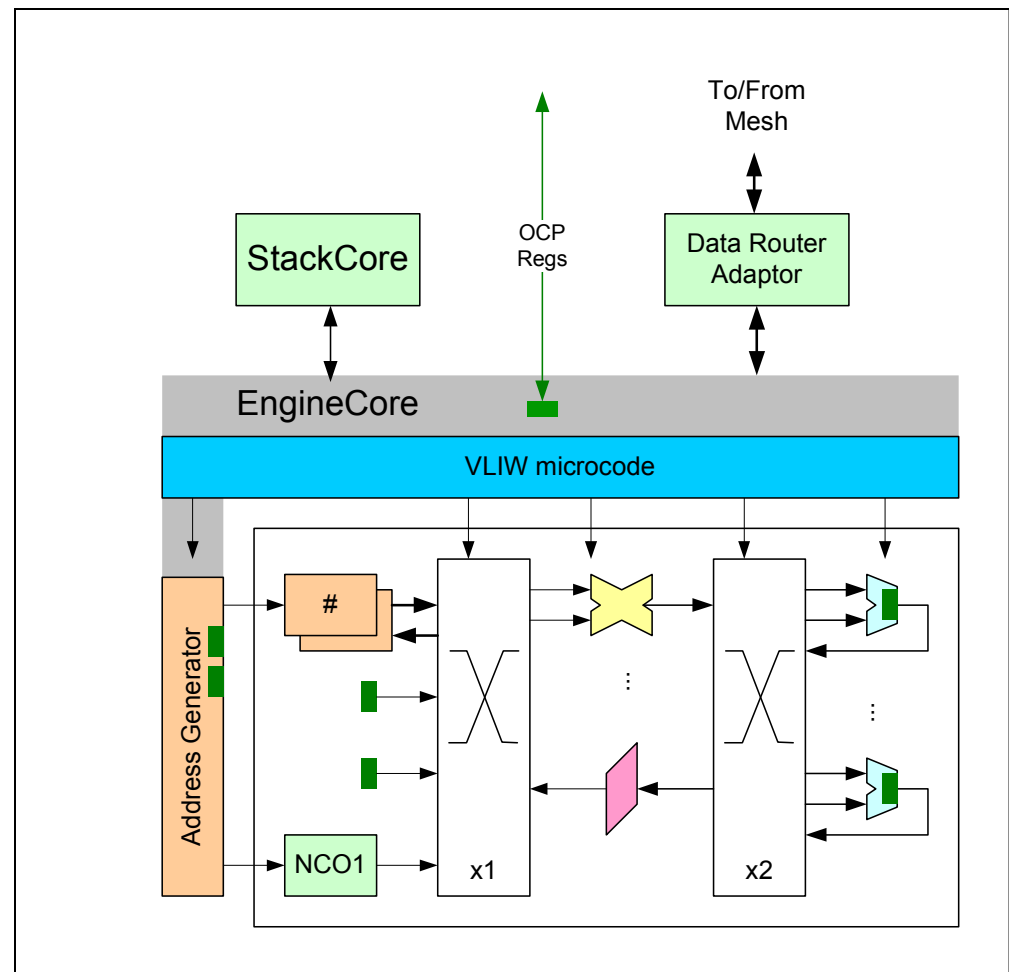 To/From
Mesh
OCP
Regs
StackCore
Data Router
Adaptor
EngineCore
VLIW microcode
Address Generator
#
...
...
NCO1
x1
x2